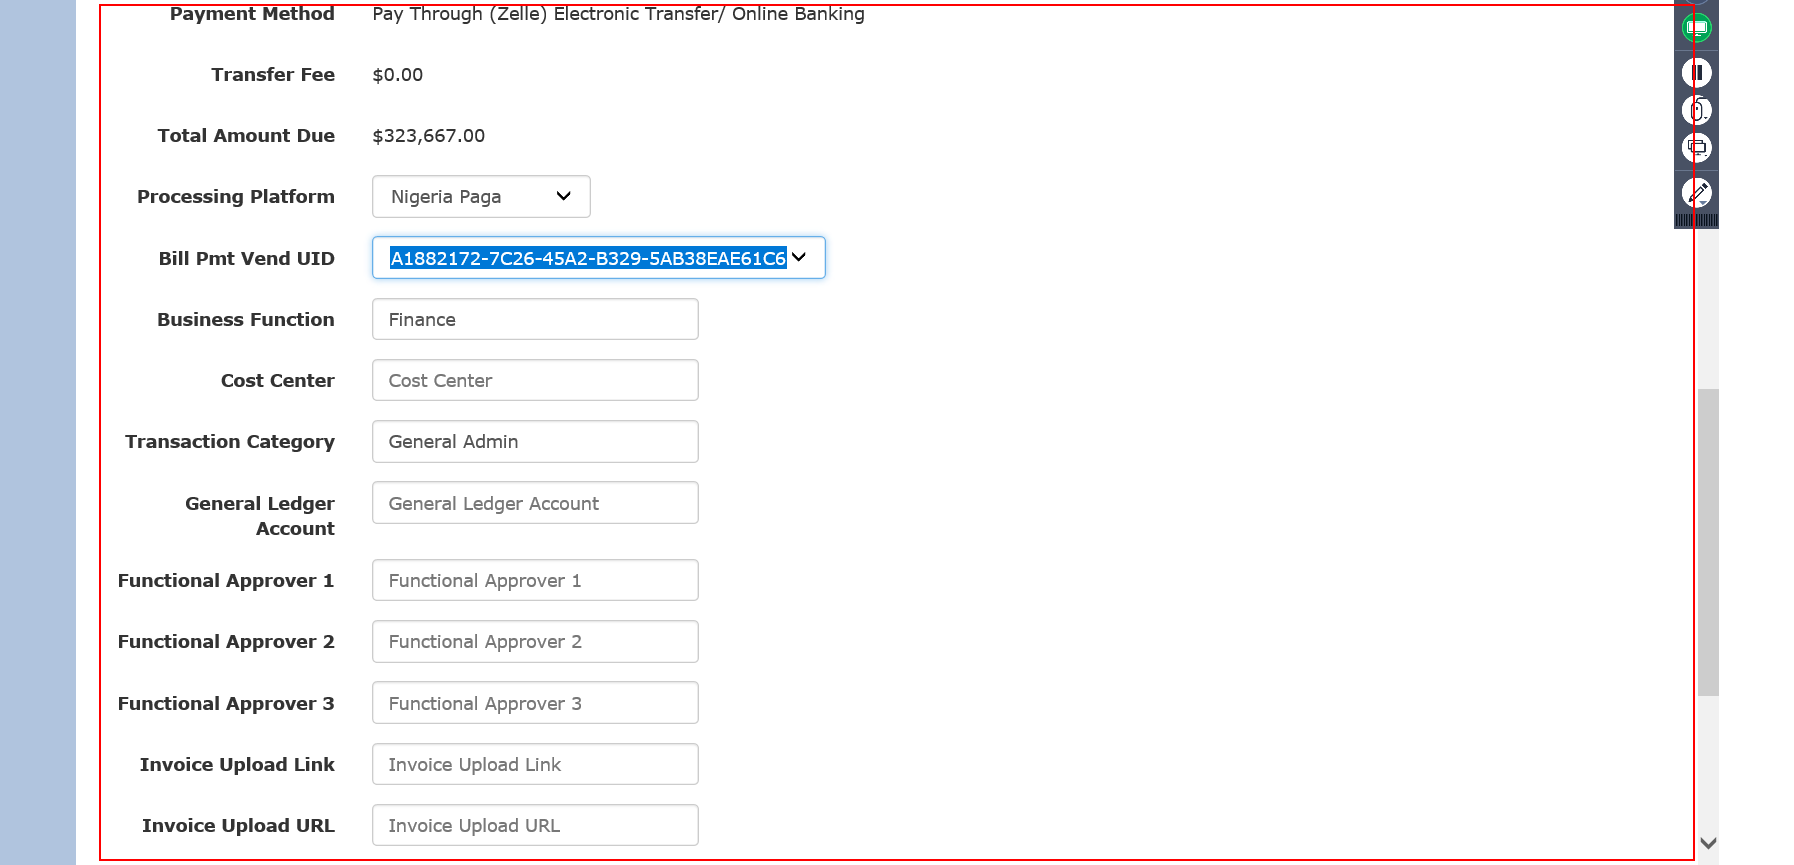 Payment Method Pay Through (Zelle) Electronic Transfer/ Online Banking
Transfer Fee $0.00
Total Amount Due $323,667.00
Processing Platform Nigeria Paga
Bill Pmt Vend UID A1882172-7C26-45A2-B329-5AB38EAE61C6
Business Function Finance
Cost Center Cost Center
Transaction Category General Admin
General Ledger Account General Ledger Account
Functional Approver 1 Functional Approver 1
Functional Approver 2 Functional Approver 2
Functional Approver 3 Functional Approver 3
Invoice Upload Link Invoice Upload Link
Invoice Upload URL Invoice Upload URL